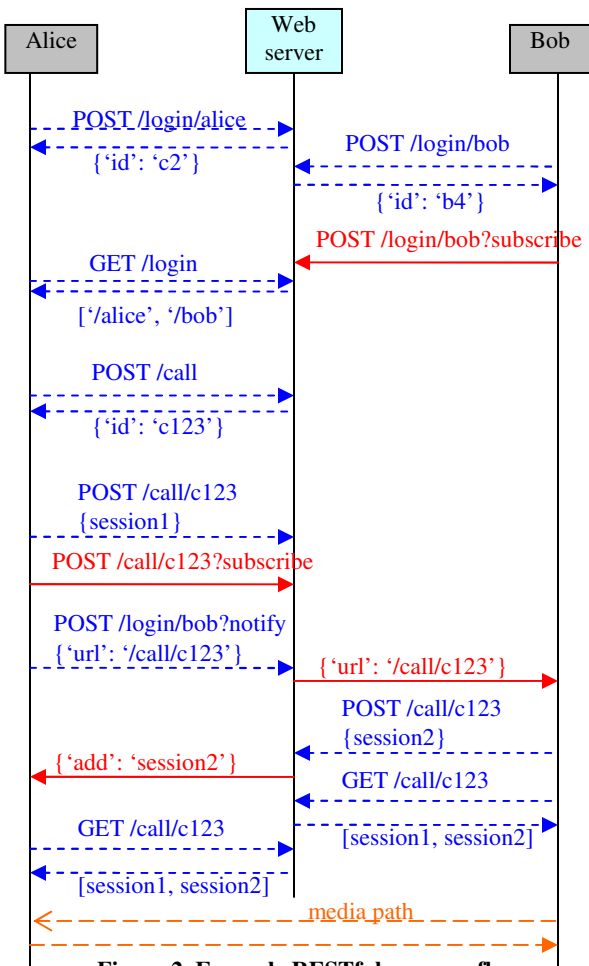 Alice
Web
server
Bob
POST /login/alice
{‘id’: ‘c2’}
POST /login/bob
{‘id’: ‘b4’}
POST /login/bob?subscribe
GET /login
[‘/alice’, ‘/bob’]
POST /call
{‘id’: ‘c123’}
POST /call/c123
{session1}
POST /call/c123?subscribe
POST /login/bob?notify
{‘url’: ‘/call/c123’}
{‘url’: ‘/call/c123’}
POST /call/c123
{session2}
{‘add’: ‘session2’}
GET /call/c123
[session1, session2]
GET /call/c123
[session1, session2]
media path